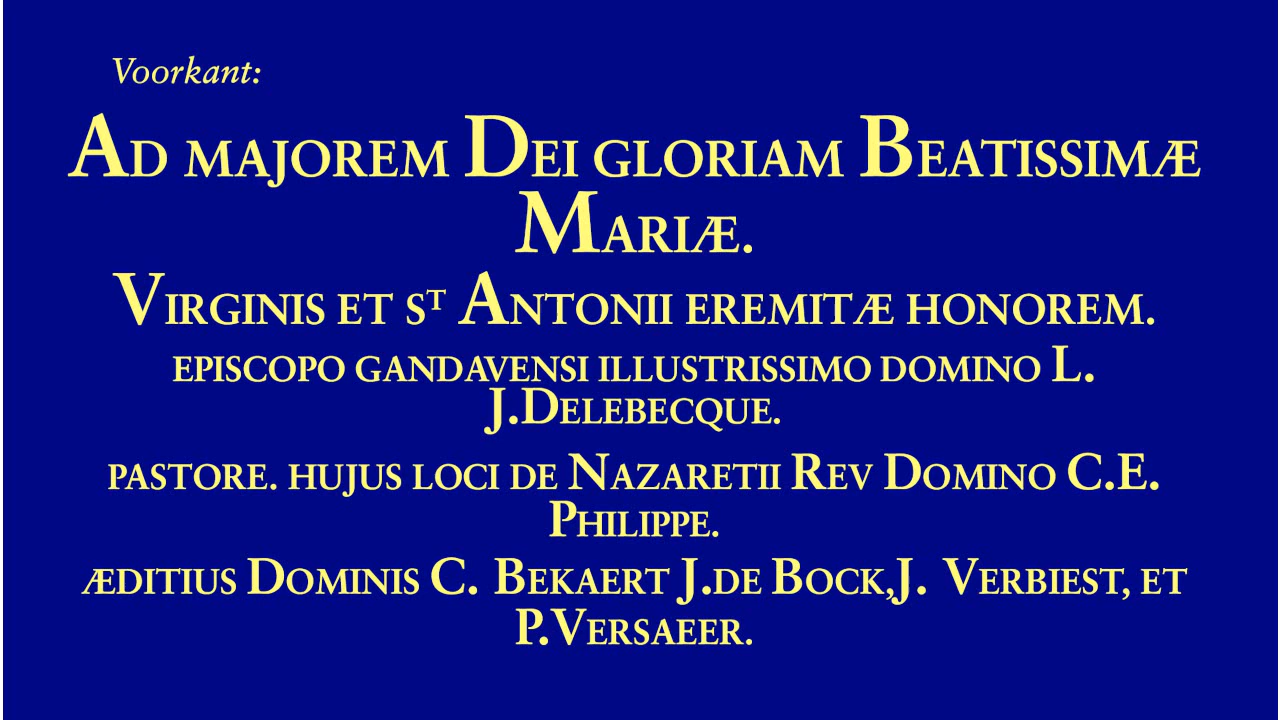 Voorkant:
Ad majorem Dei gloriam Beatissimæ
Mariæ.
Virginis et sᵀ Antonii eremitæ honorem.
episcopo gandavensi illustrissimo domino L.
J.Delebecque.
pastore. hujus loci de Nazaretii Rev Domino C.E.
Philippe.
æditius Dominis C. Bekaert J.de Bock,J. Verbiest, et
P.Versaeer.